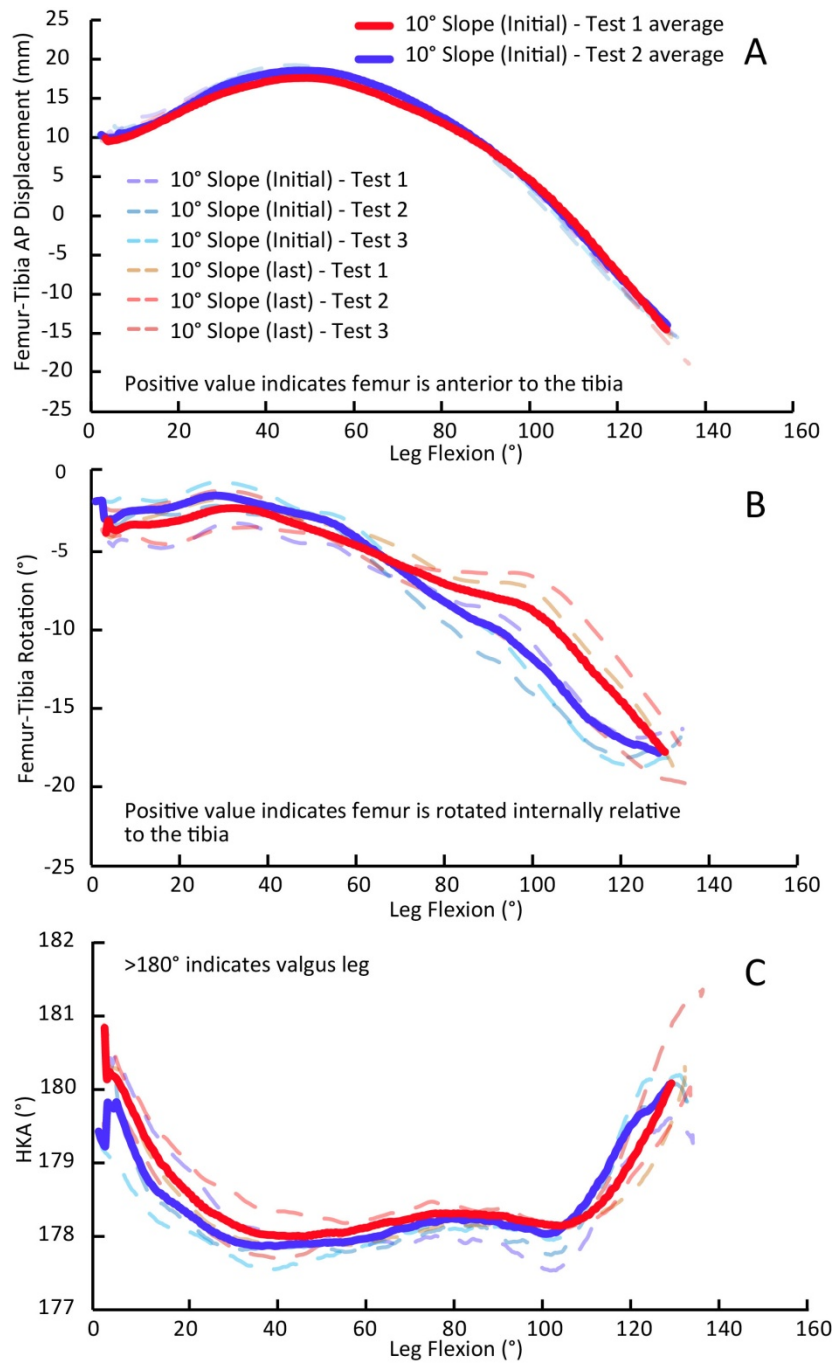 10° Slope (Initial) - Test 1 average
10° Slope (Initial) - Test 2 average
A
Femur-Tibia AP Displacement (mm)
25
20
15
10
5
0
-5
-10
-15
-20
-25
10° Slope (Initial) - Test 1
10° Slope (Initial) - Test 2
10° Slope (Initial) - Test 3
10° Slope (last) - Test 1
10° Slope (last) - Test 2
10° Slope (last) - Test 3
Positive value indicates femur is anterior to the tibia
0 20 40 60 80 100 120 140 160
Leg Flexion (°)
B
Femur-Tibia Rotation (°)
0
-5
-10
-15
-20
-25
Positive value indicates femur is rotated internally relative
to the tibia
0 20 40 60 80 100 120 140 160
Leg Flexion (°)
C
>180° indicates valgus leg
HKA (°)
182
181
180
179
178
177
0 20 40 60 80 100 120 140 160
Leg Flexion (°)